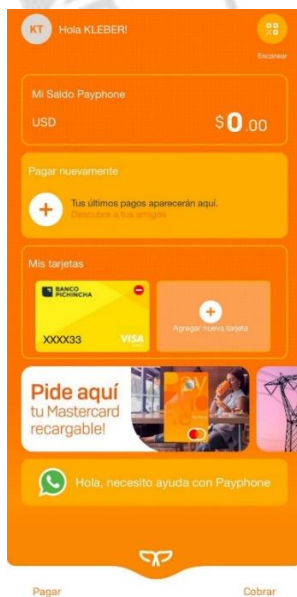 KT
Hola KLEBER!
Escanear
Mi Saldo Payphone
USD
$0.00
Pagar nuevamente
Tus últimos pagos aparecerán aquí.
Descubre a tus amigos
Mis tarjetas
BANCO
PICHINCHA
XXXX33
VISA
Agregar nueva tarjeta
Pide aquí
tu Mastercard
recargable!
Hola, necesito ayuda con Payphone
Pagar
Cobrar